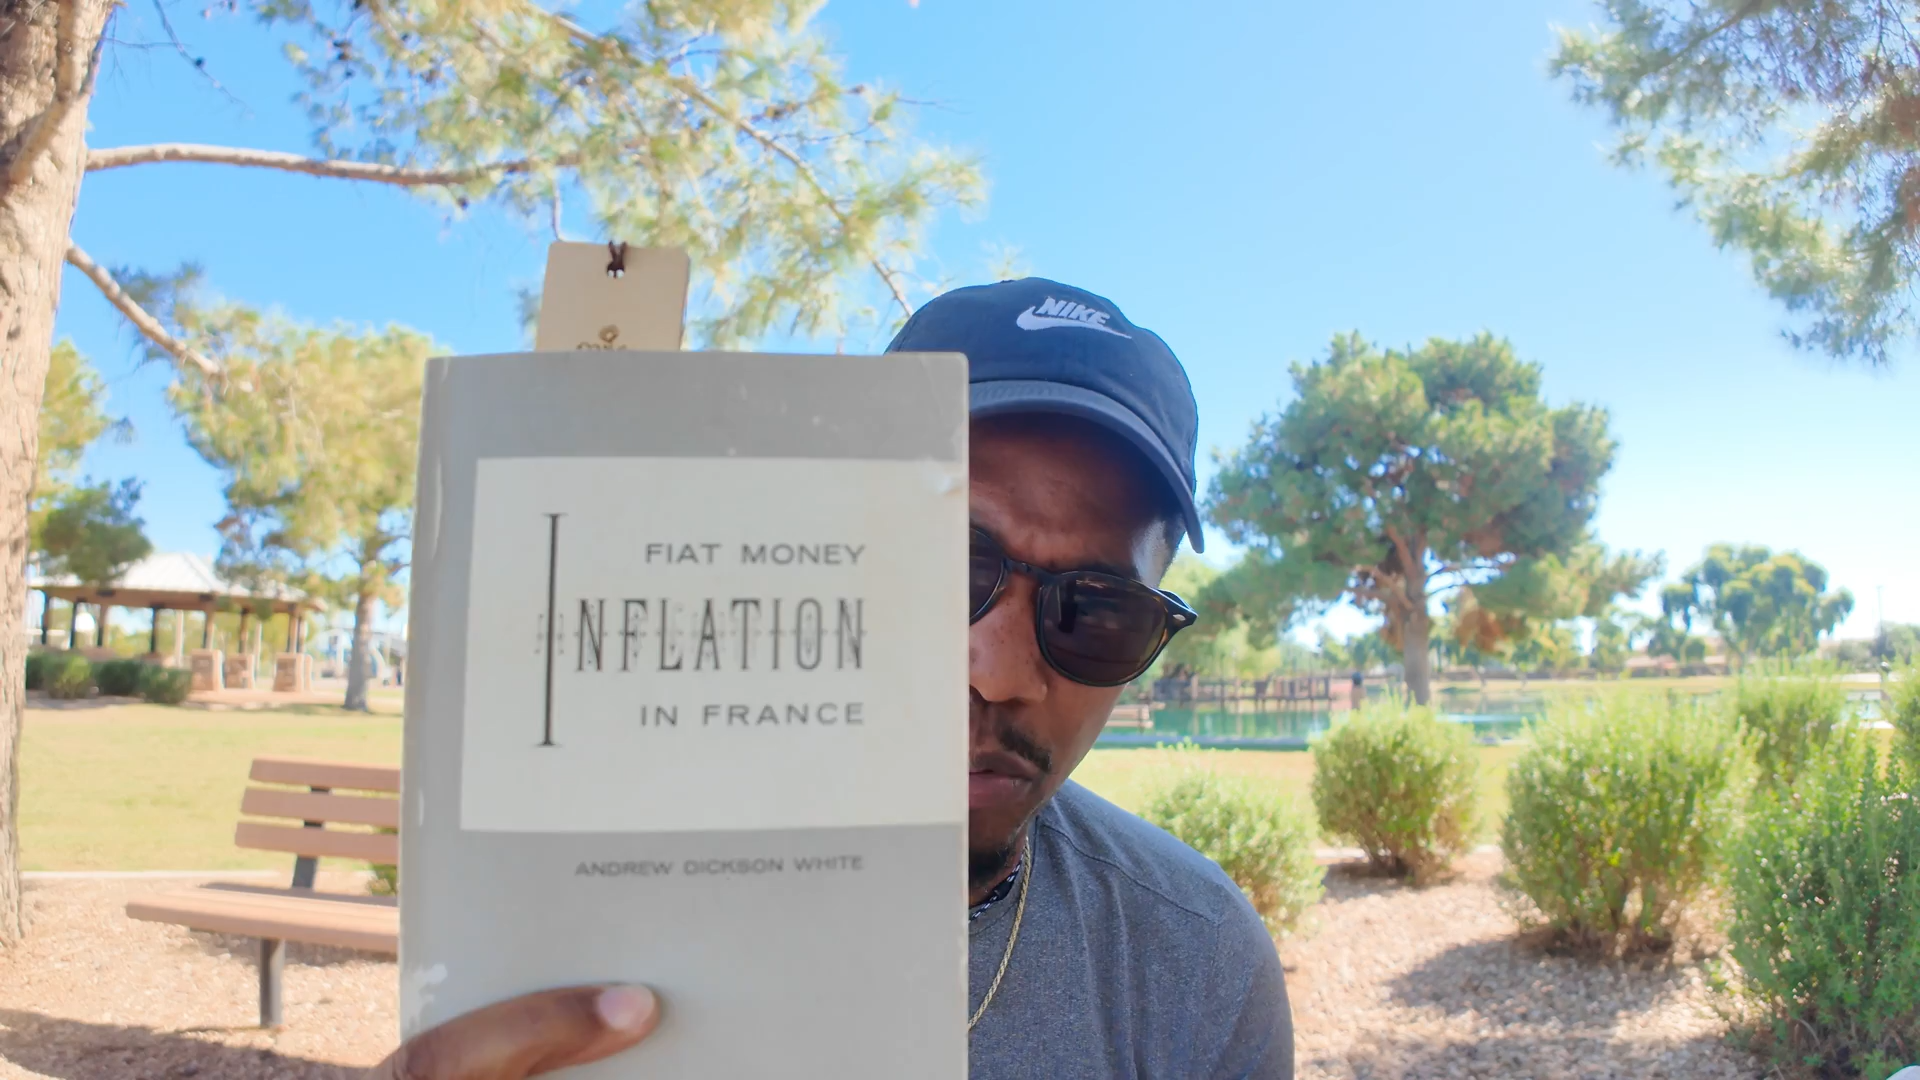 NIKE
FIAT MONEY
INFLATION
IN FRANCE
ANDREW DICKSON WHITE